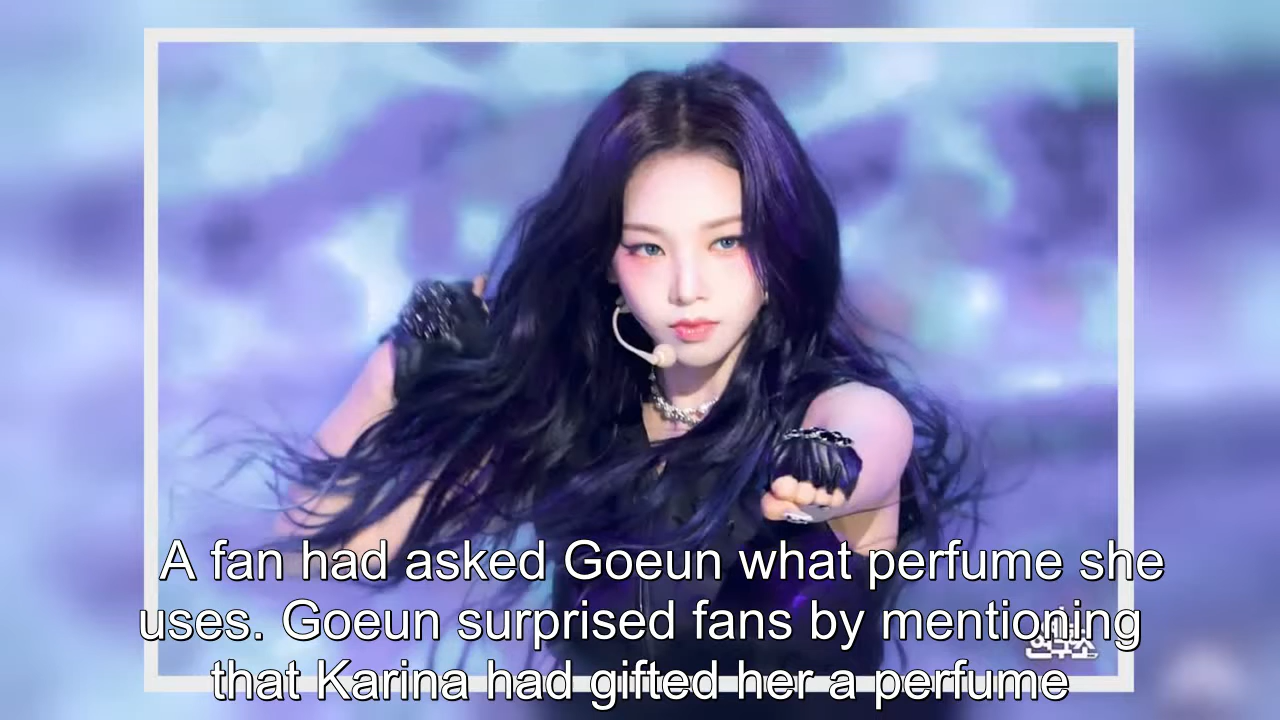 A fan had asked Goeun what perfume she
uses. Goeun surprised fans by mentioning
that Karina had gifted her a perfume